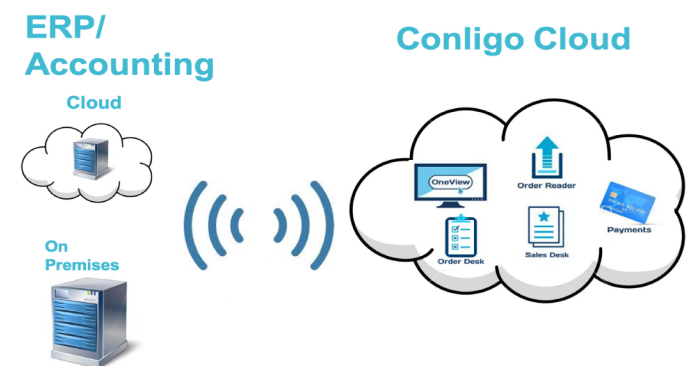 ERP/
Accounting
Conligo Cloud
Cloud
OneView
Order Reader
Payments
Order Desk
Sales Desk
On
Premises